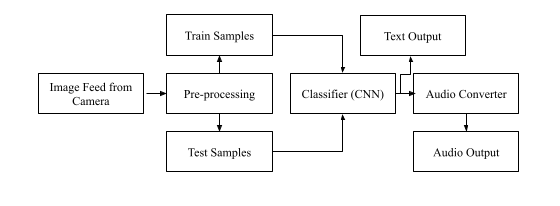 Train Samples
Text Output
Image Feed from
Camera
Pre-processing
Classifier (CNN)
Audio Converter
Test Samples
Audio Output